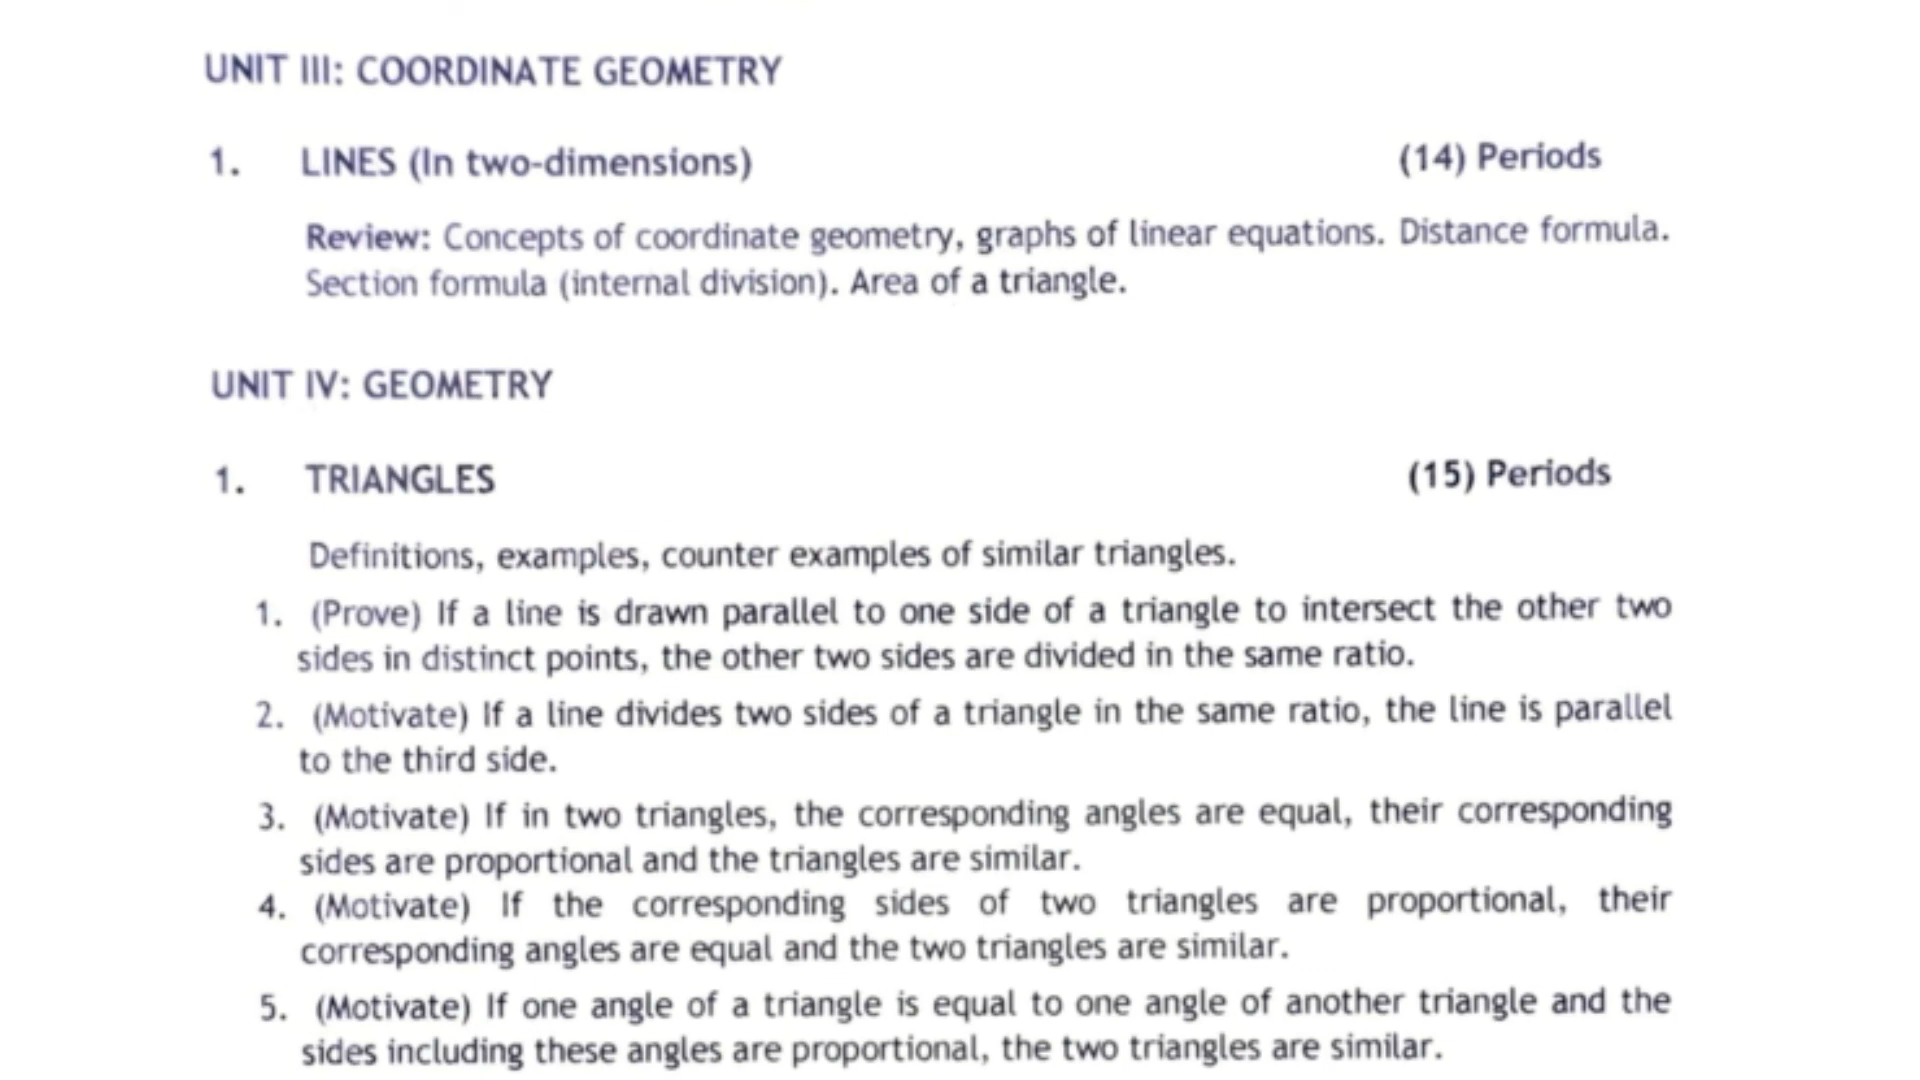 UNIT III: COORDINATE GEOMETRY
1. LINES (In two-dimensions) (14) Periods
Review: Concepts of coordinate geometry, graphs of linear equations. Distance formula.
Section formula (internal division). Area of a triangle.
UNIT IV: GEOMETRY
1. TRIANGLES (15) Periods
Definitions, examples, counter examples of similar triangles.
1. (Prove) If a line is drawn parallel to one side of a triangle to intersect the other two
sides in distinct points, the other two sides are divided in the same ratio.
2. (Motivate) If a line divides two sides of a triangle in the same ratio, the line is parallel
to the third side.
3. (Motivate) If in two triangles, the corresponding angles are equal, their corresponding
sides are proportional and the triangles are similar.
4. (Motivate) If the corresponding sides of two triangles are proportional, their
corresponding angles are equal and the two triangles are similar.
5. (Motivate) If one angle of a triangle is equal to one angle of another triangle and the
sides including these angles are proportional, the two triangles are similar.